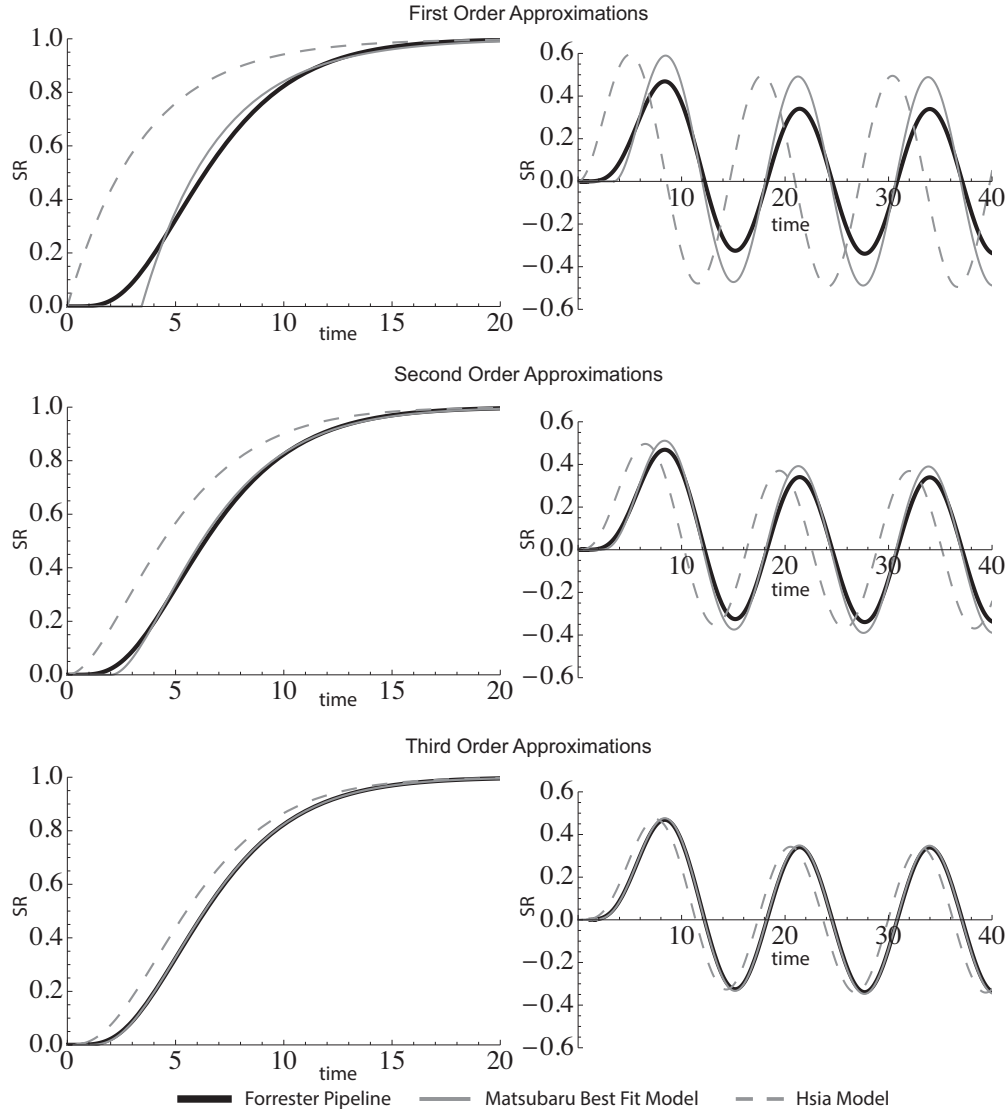 First Order Approximations
1.0
0.8
0.6
0.4
0.2
0.0
SR
0 5 10 15 20
time
0.6
0.4
0.2
0.0
−0.2
−0.4
−0.6
SR
10 20 30 40
time
Second Order Approximations
1.0
0.8
0.6
0.4
0.2
0.0
SR
0 5 10 15 20
time
0.6
0.4
0.2
0.0
−0.2
−0.4
−0.6
SR
10 20 30 40
time
Third Order Approximations
1.0
0.8
0.6
0.4
0.2
0.0
SR
0 5 10 15 20
time
0.6
0.4
0.2
0.0
−0.2
−0.4
−0.6
SR
10 20 30 40
time
Forrester Pipeline Matsubaru Best Fit Model Hsia Model